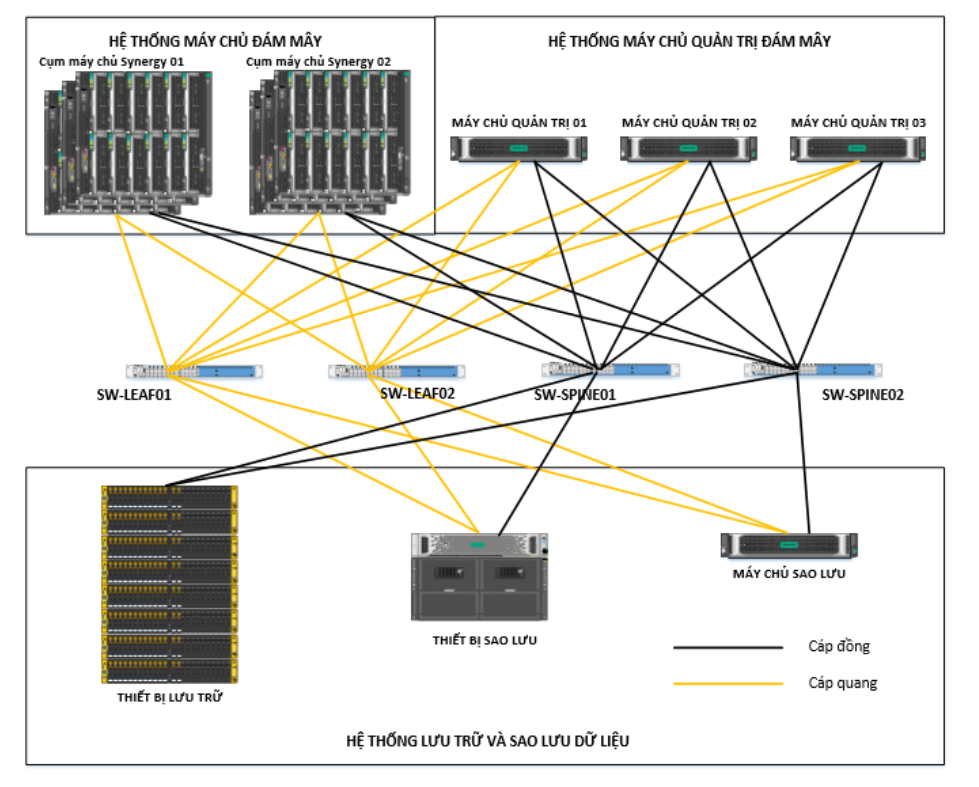 HỆ THỐNG MÁY CHỦ ĐÁM MÂY
Cụm máy chủ Synergy 01
Cụm máy chủ Synergy 02
HỆ THỐNG MÁY CHỦ QUẢN TRỊ ĐÁM MÂY
MÁY CHỦ QUẢN TRỊ 01
MÁY CHỦ QUẢN TRỊ 02
MÁY CHỦ QUẢN TRỊ 03
SW-LEAF01
SW-LEAF02
SW-SPINE01
SW-SPINE02
THIẾT BỊ LƯU TRỮ
THIẾT BỊ SAO LƯU
MÁY CHỦ SAO LƯU
Cáp đồng
Cáp quang
HỆ THỐNG LƯU TRỮ VÀ SAO LƯU DỮ LIỆU